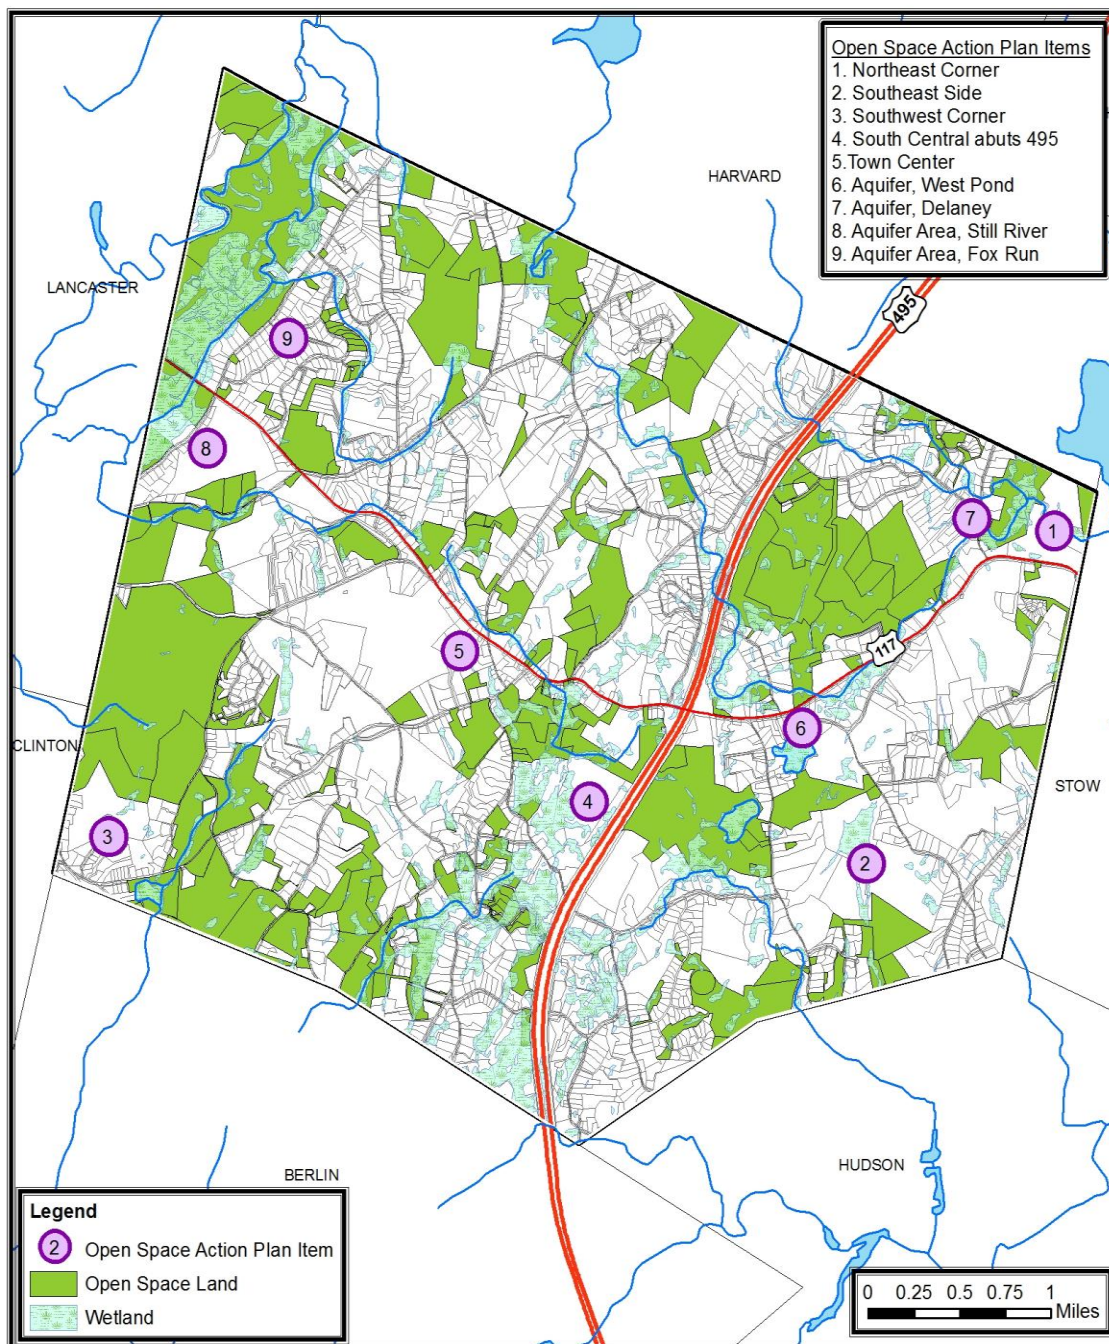 Open Space Action Plan Items
1. Northeast Corner
2. Southeast Side
3. Southwest Corner
4. South Central abuts 495
5.Town Center
6. Aquifer, West Pond
7. Aquifer, Delaney
8. Aquifer Area, Still River
9. Aquifer Area, Fox Run
HARVARD
LANCASTER
495
9
8
7
1
5
117
6
CLINTON
STOW
4
3
2
BERLIN
HUDSON
Legend
2 Open Space Action Plan Item
Open Space Land
Wetland
0 0.25 0.5 0.75 1
Miles